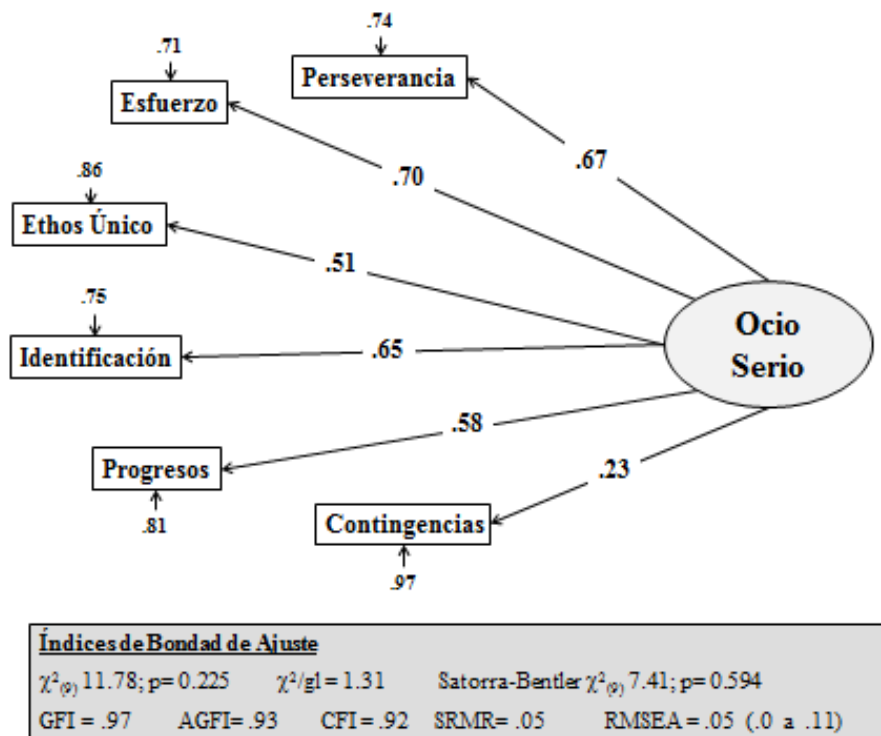 .74
.71
Perseverancia
Esfuerzo
.67
.70
.86
Ethos Único
.51
.75
Ocio
Serio
Identificación
.65
.58
Progresos
.23
.81
Contingencias
.97
Índices de Bondad de Ajuste
χ²₍₉₎ 11.78; p= 0.225 χ²/gl = 1.31 Satorra-Bentler χ²₍₉₎ 7.41; p= 0.594
GFI = .97 AGFI= .93 CFI = .92 SRMR= .05 RMSEA = .05 (.0 a .11)